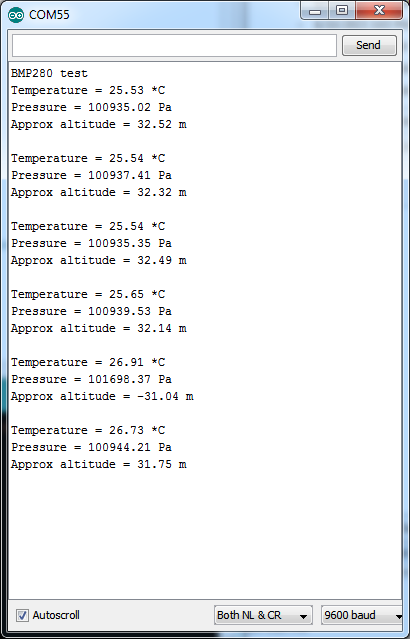 COM55
Send
BMP280 test
Temperature = 25.53 *C
Pressure = 100935.02 Pa
Approx altitude = 32.52 m
Temperature = 25.54 *C
Pressure = 100937.41 Pa
Approx altitude = 32.32 m
Temperature = 25.54 *C
Pressure = 100935.35 Pa
Approx altitude = 32.49 m
Temperature = 25.65 *C
Pressure = 100939.53 Pa
Approx altitude = 32.14 m
Temperature = 26.91 *C
Pressure = 101698.37 Pa
Approx altitude = -31.04 m
Temperature = 26.73 *C
Pressure = 100944.21 Pa
Approx altitude = 31.75 m
Autoscroll Both NL & CR 9600 baud